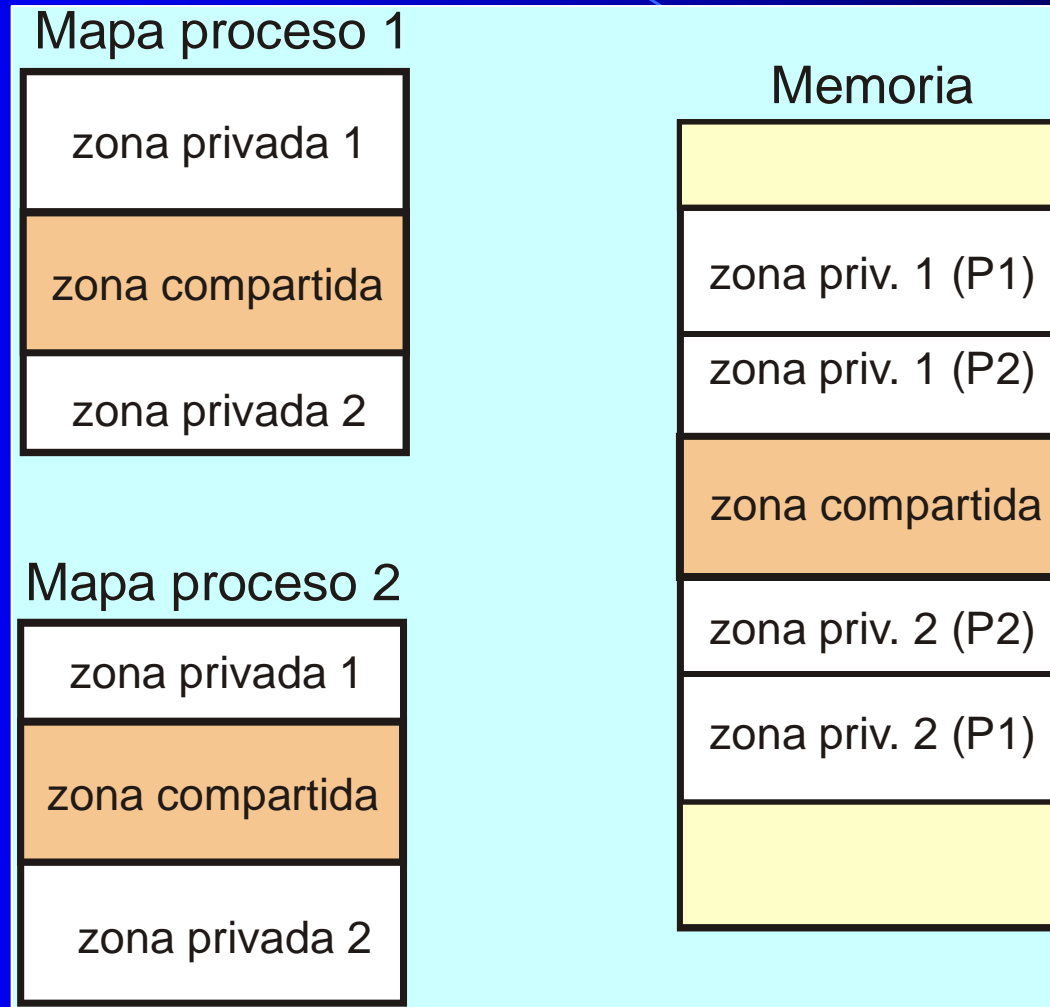 Mapa proceso 1
zona privada 1
zona compartida
zona privada 2
Mapa proceso 2
zona privada 1
zona compartida
zona privada 2
Memoria
zona priv. 1 (P1)
zona priv. 1 (P2)
zona compartida
zona priv. 2 (P2)
zona priv. 2 (P1)